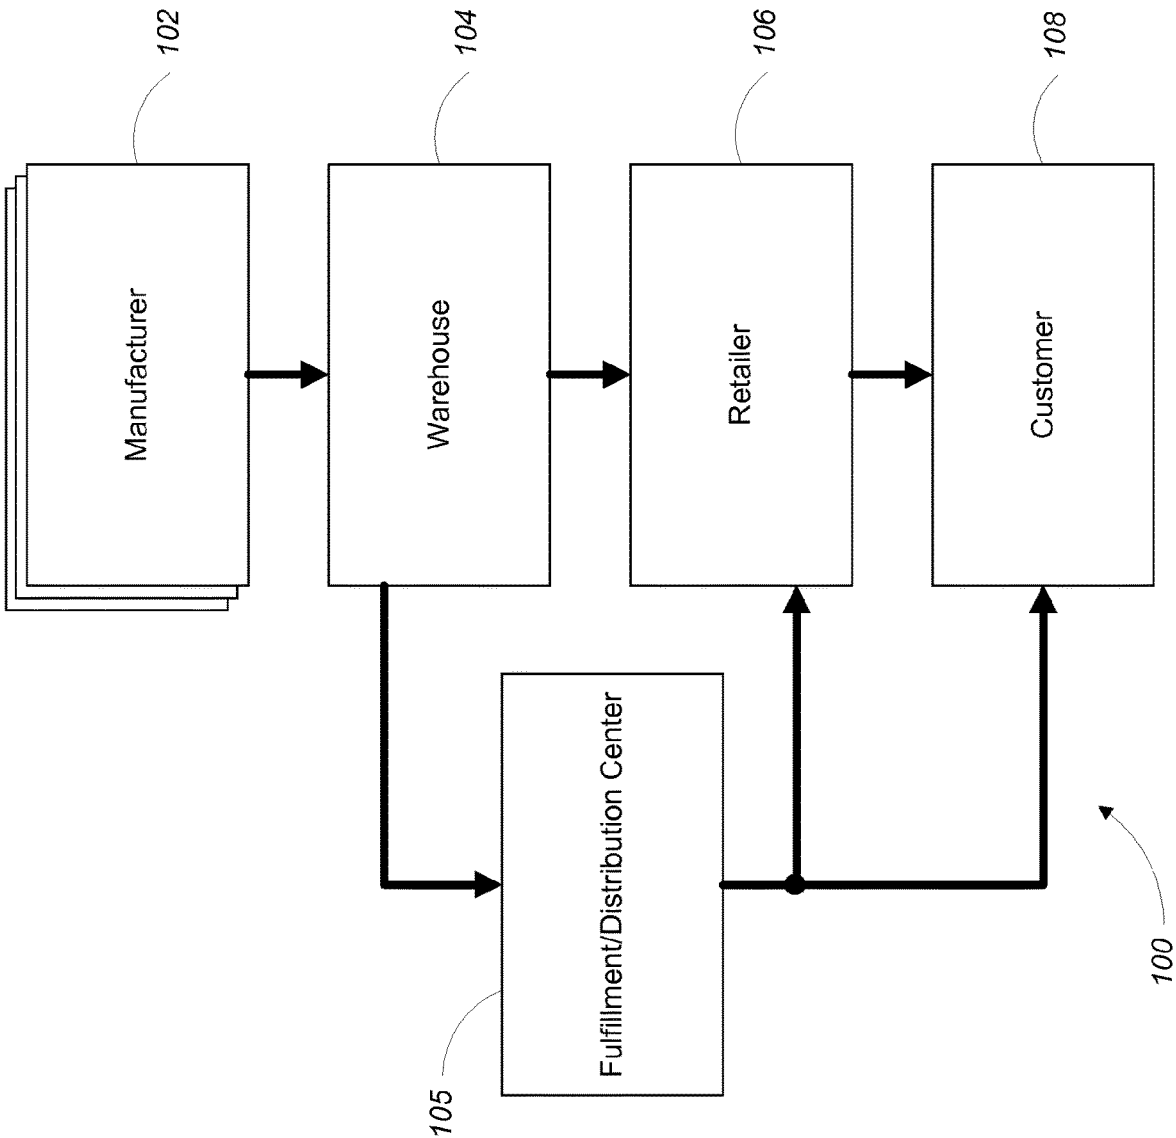 102
Manufacturer
104
Warehouse
106
Retailer
108
Customer
105
Fulfillment/Distribution Center
100